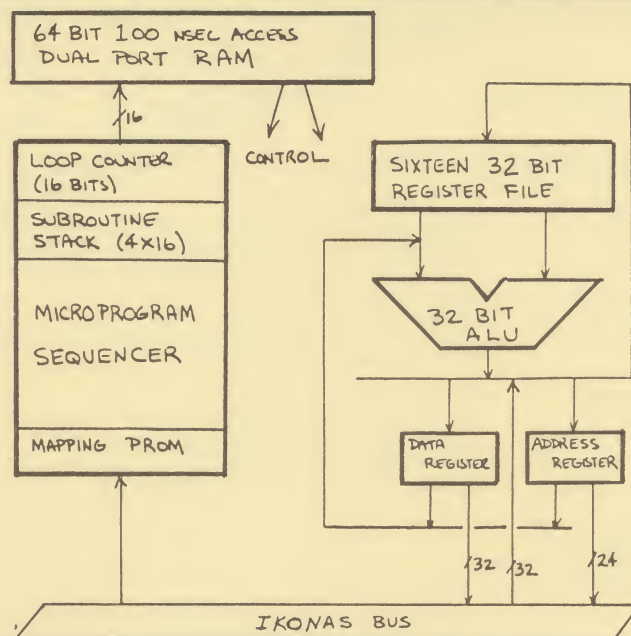 64 BIT 100 NSEC ACCESS
DUAL PORT RAM
/16
LOOP COUNTER
(16 BITS)
SUBROUTINE
STACK (4X16)
MICROPROGRAM
SEQUENCER
MAPPING PROM
CONTROL
SIXTEEN 32 BIT
REGISTER FILE
32 BIT
ALU
DATA
REGISTER
ADDRESS
REGISTER
/32
/32
/24
IKONAS BUS